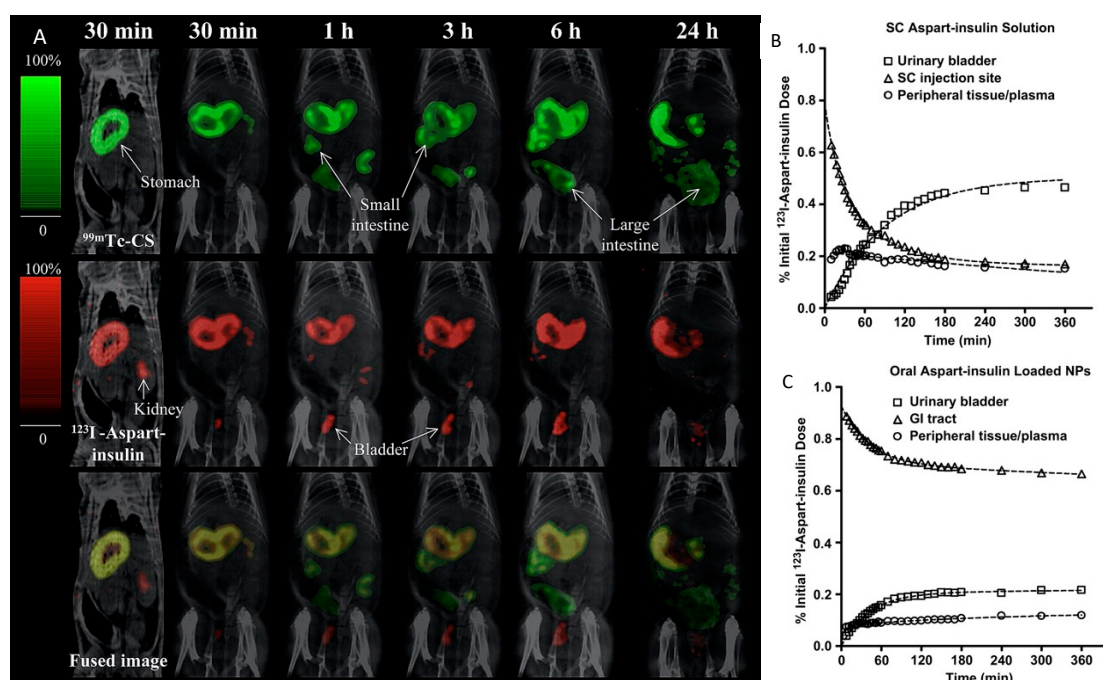 A
30 min
30 min
1 h
3 h
6 h
24 h
100%
0
Stomach
⁹⁹ᵐTc-CS
Small
intestine
Large
intestine
100%
0
Kidney
¹²³I-Aspart-
insulin
Bladder
Fused image
B
SC Aspart-insulin Solution
Urinary bladder
SC injection site
Peripheral tissue/plasma
% Initial ¹²³I-Aspart-insulin Dose
1.0
0.8
0.6
0.4
0.2
0.0
0 60 120 180 240 300 360
Time (min)
C
Oral Aspart-insulin Loaded NPs
Urinary bladder
GI tract
Peripheral tissue/plasma
% Initial ¹²³I-Aspart-insulin Dose
1.0
0.8
0.6
0.4
0.2
0.0
0 60 120 180 240 300 360
Time (min)